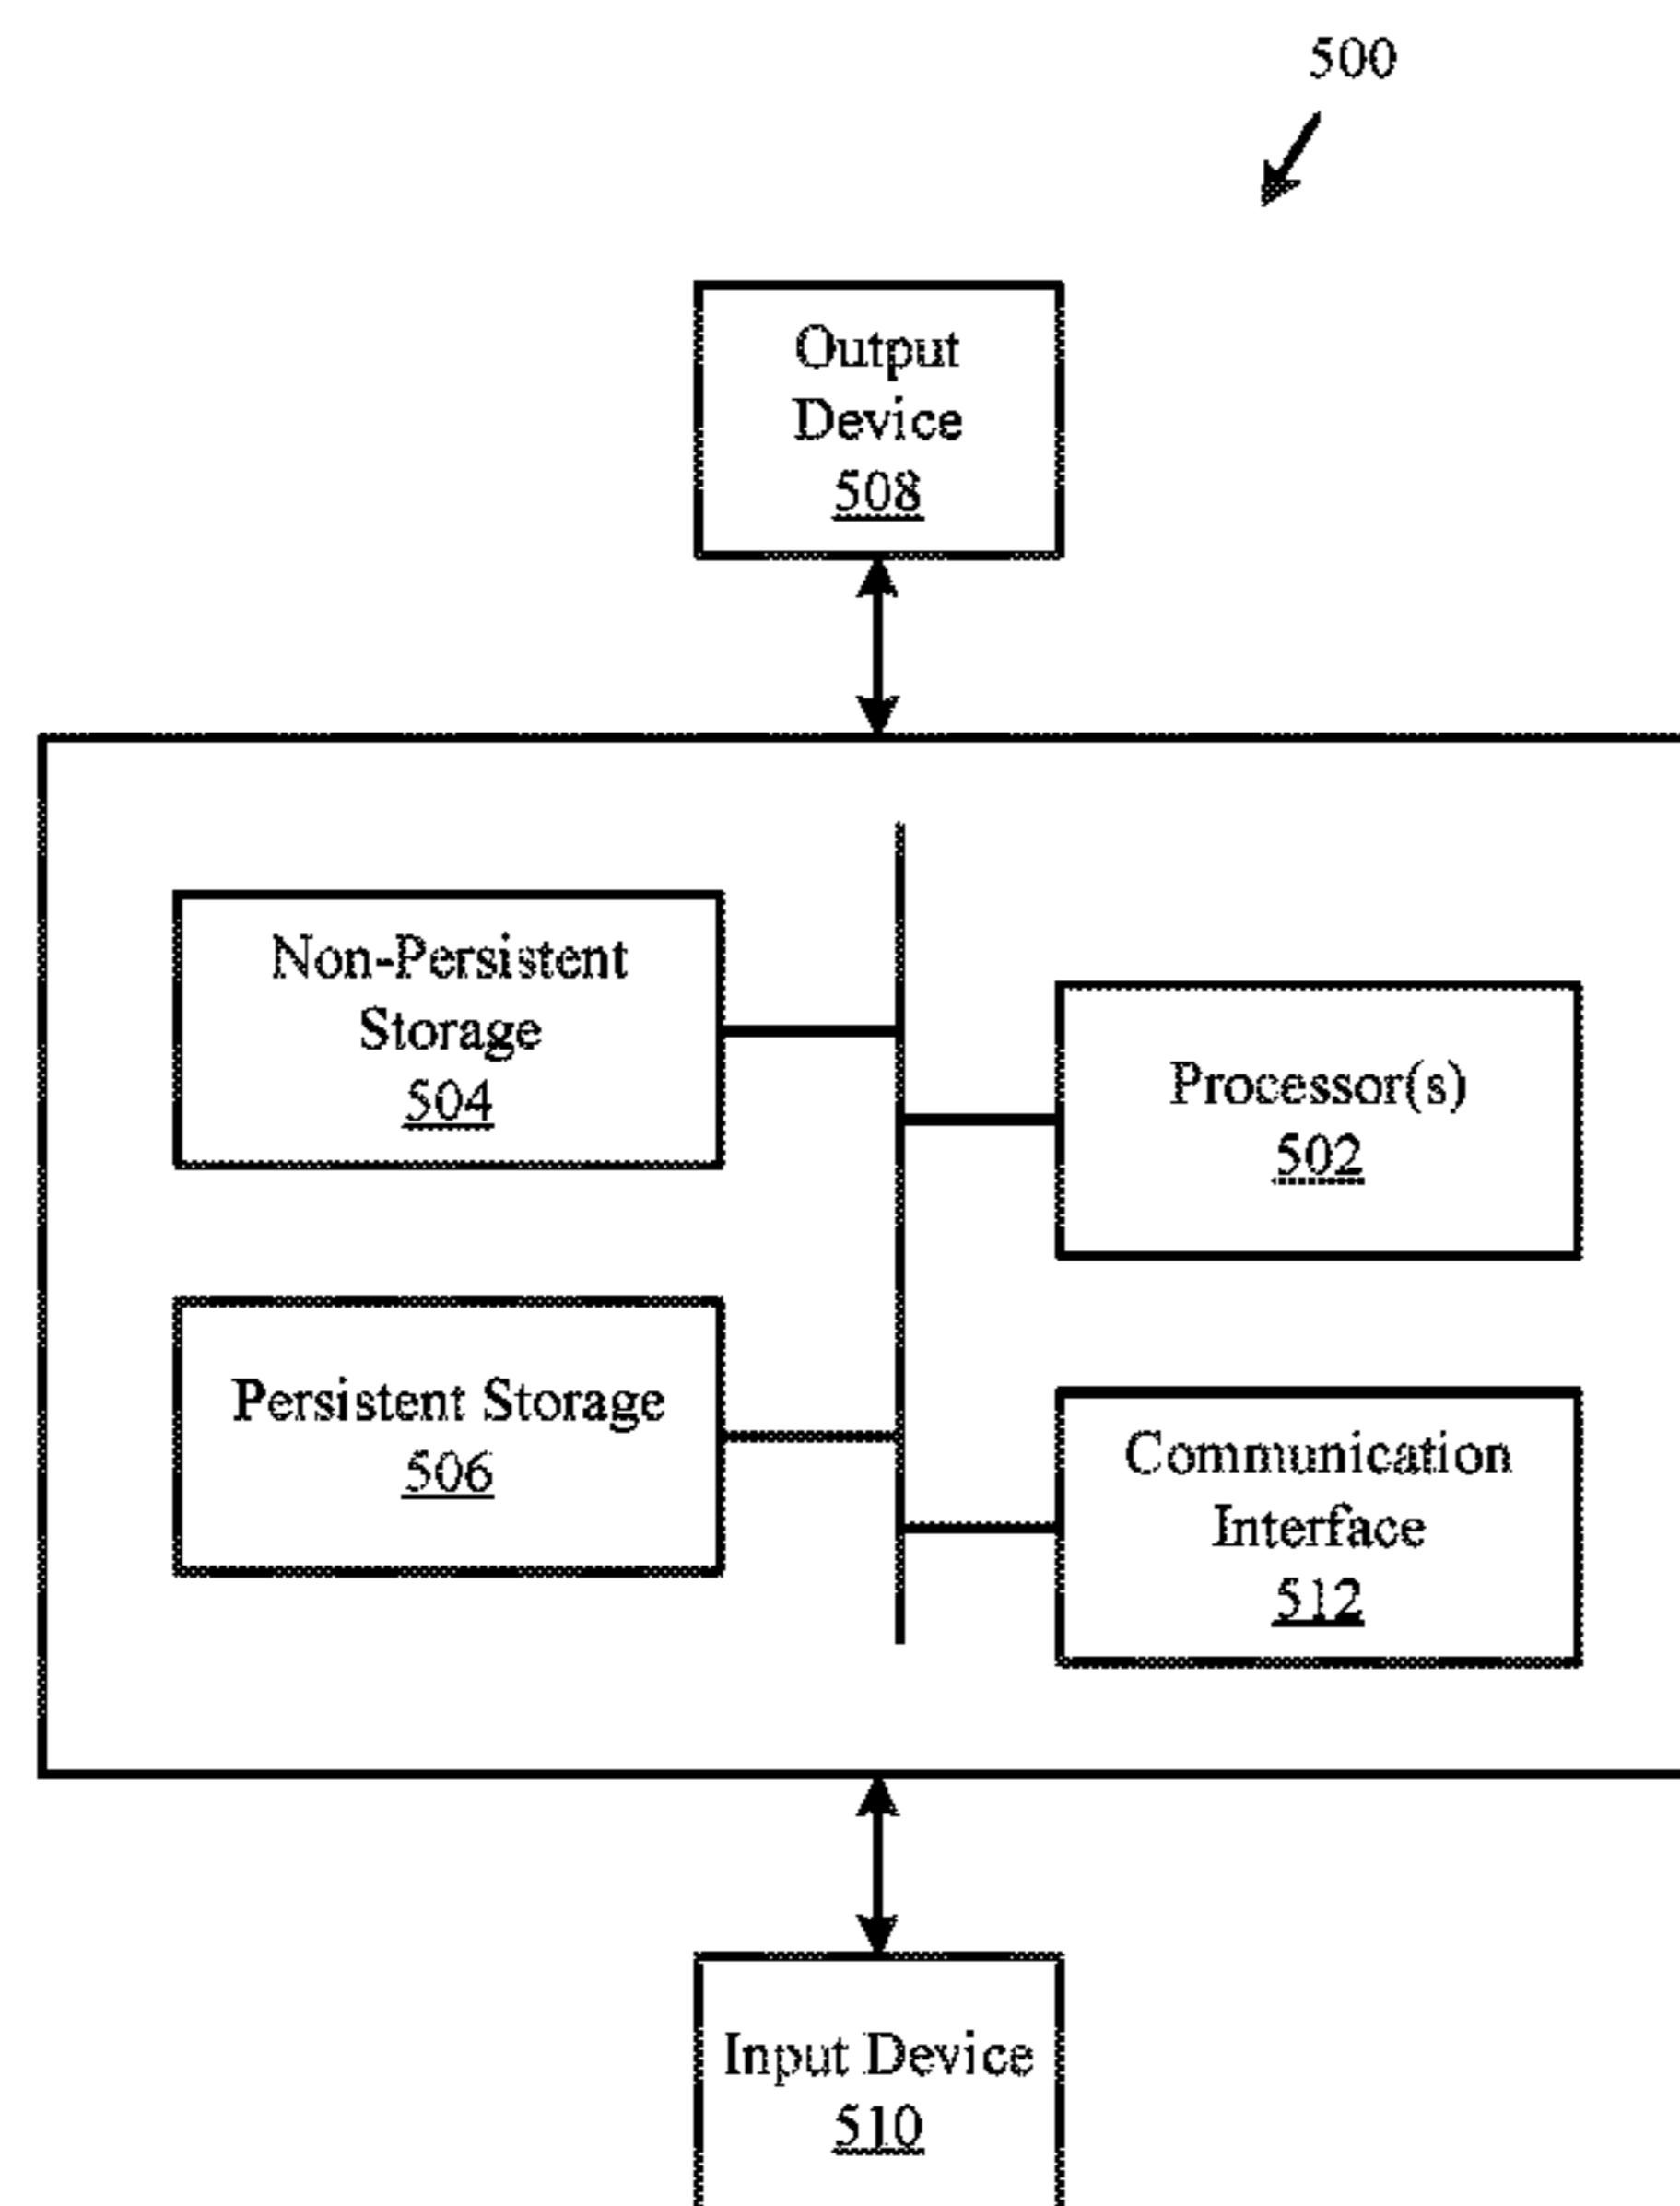 500
Output
Device
508
Non-Persistent
Storage
504
Processor(s)
502
Persistent Storage
506
Communication
Interface
512
Input Device
510